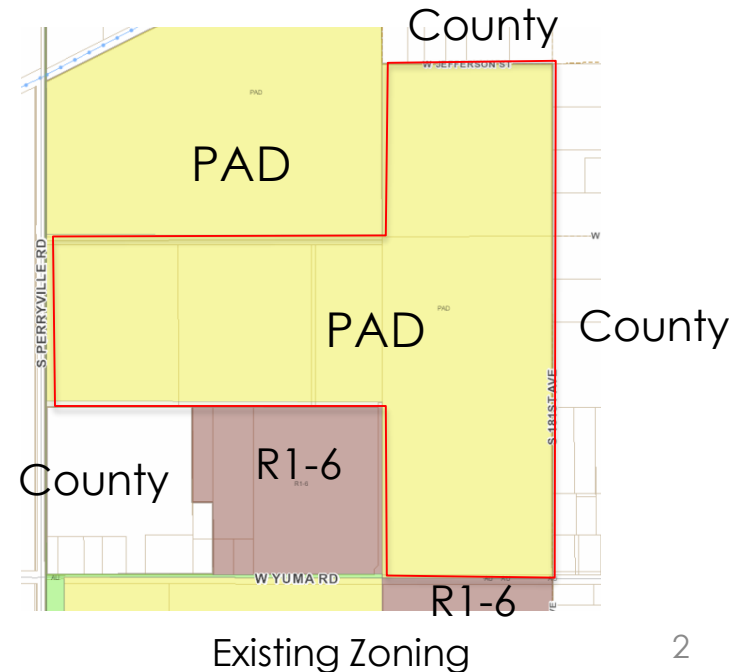 County
W JEFFERSON ST
PAD
PAD
W
S PERRYVILLE RD
PAD
PAD
County
S 181ST AVE
County
R1-6
R1-6
W YUMA RD
R1-6
Existing Zoning
2